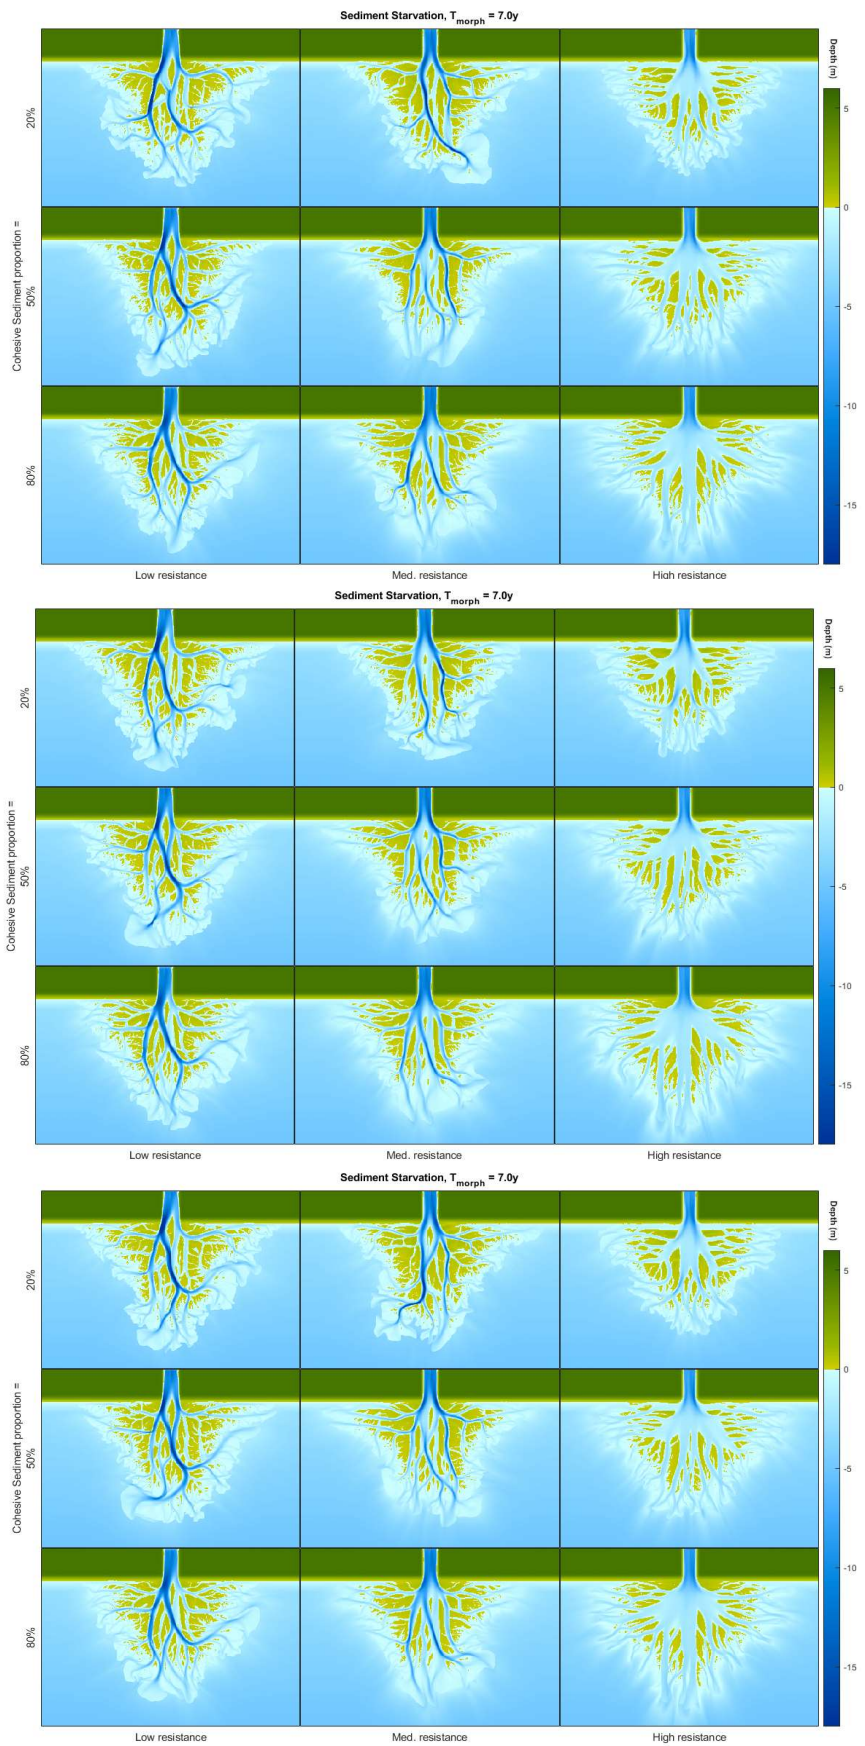 Sediment Starvation, Tmorph = 7.0y
Depth (m)
Cohesive Sediment proportion =
20%
50%
80%
5
0
-5
-10
-15
Low resistance
Med. resistance
High resistance
Sediment Starvation, Tmorph = 7.0y
Depth (m)
Cohesive Sediment proportion =
20%
50%
80%
5
0
-5
-10
-15
Low resistance
Med. resistance
High resistance
Sediment Starvation, Tmorph = 7.0y
Depth (m)
Cohesive Sediment proportion =
20%
50%
80%
5
0
-5
-10
-15
Low resistance
Med. resistance
High resistance